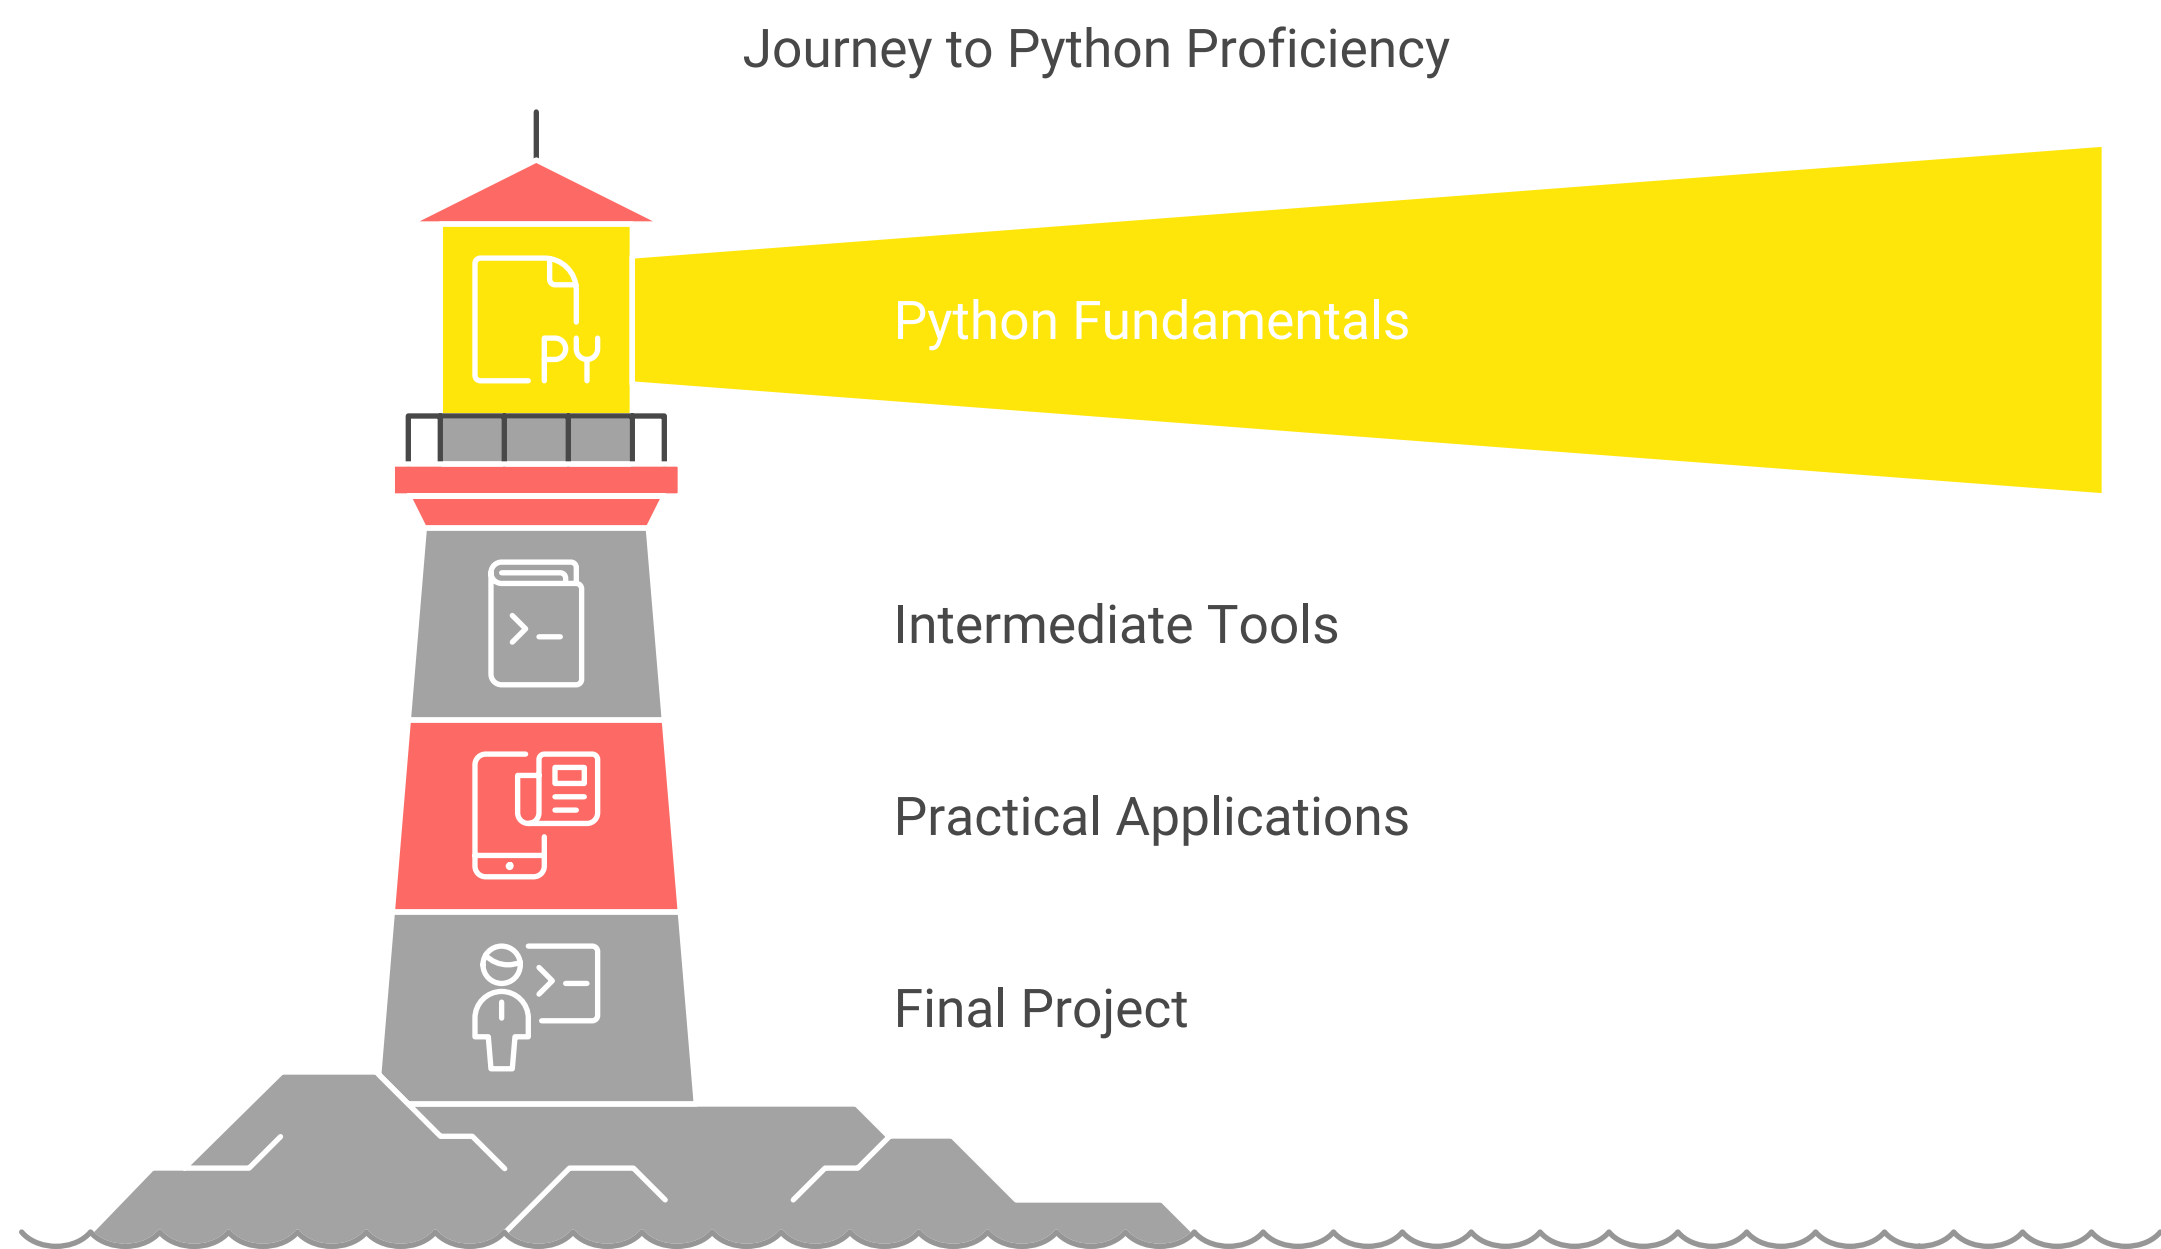 Journey to Python Proficiency
PY
Python Fundamentals
Intermediate Tools
Practical Applications
Final Project